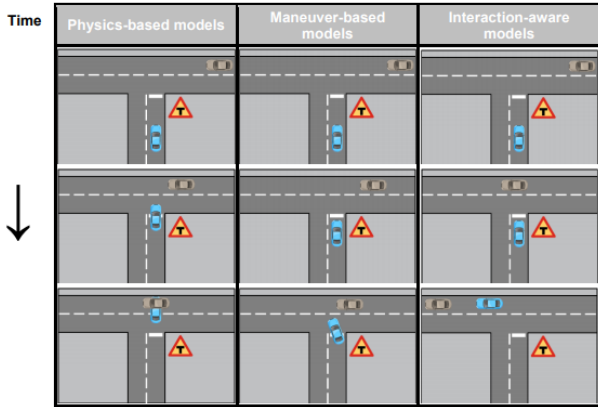 Time
Physics-based models
Maneuver-based
models
Interaction-aware
models